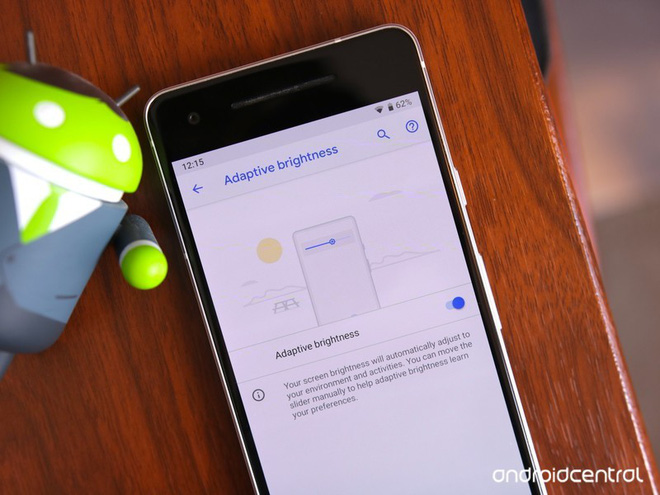 12:15
62%
Adaptive brightness
Adaptive brightness
Your screen brightness will automatically adjust to
your environment and activities. You can move the
slider manually to help adaptive brightness learn
your preferences.
androidcentral